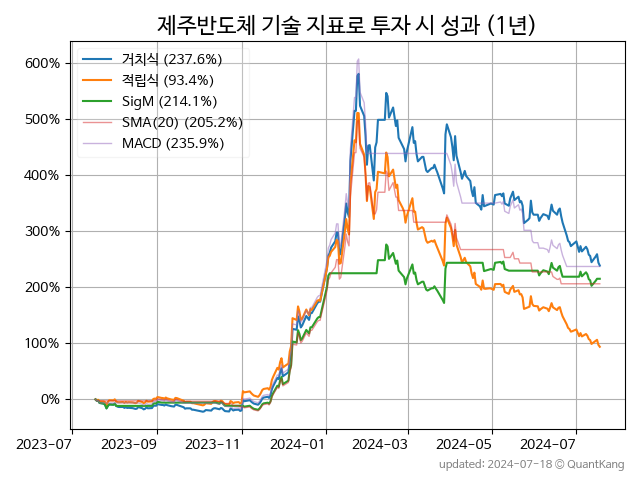 제주반도체 기술 지표로 투자 시 성과 (1년)
거치식 (237.6%)
적립식 (93.4%)
SigM (214.1%)
SMA(20) (205.2%)
MACD (235.9%)
600%
500%
400%
300%
200%
100%
0%
2023-07 2023-09 2023-11 2024-01 2024-03 2024-05 2024-07
updated: 2024-07-18 © QuantKang